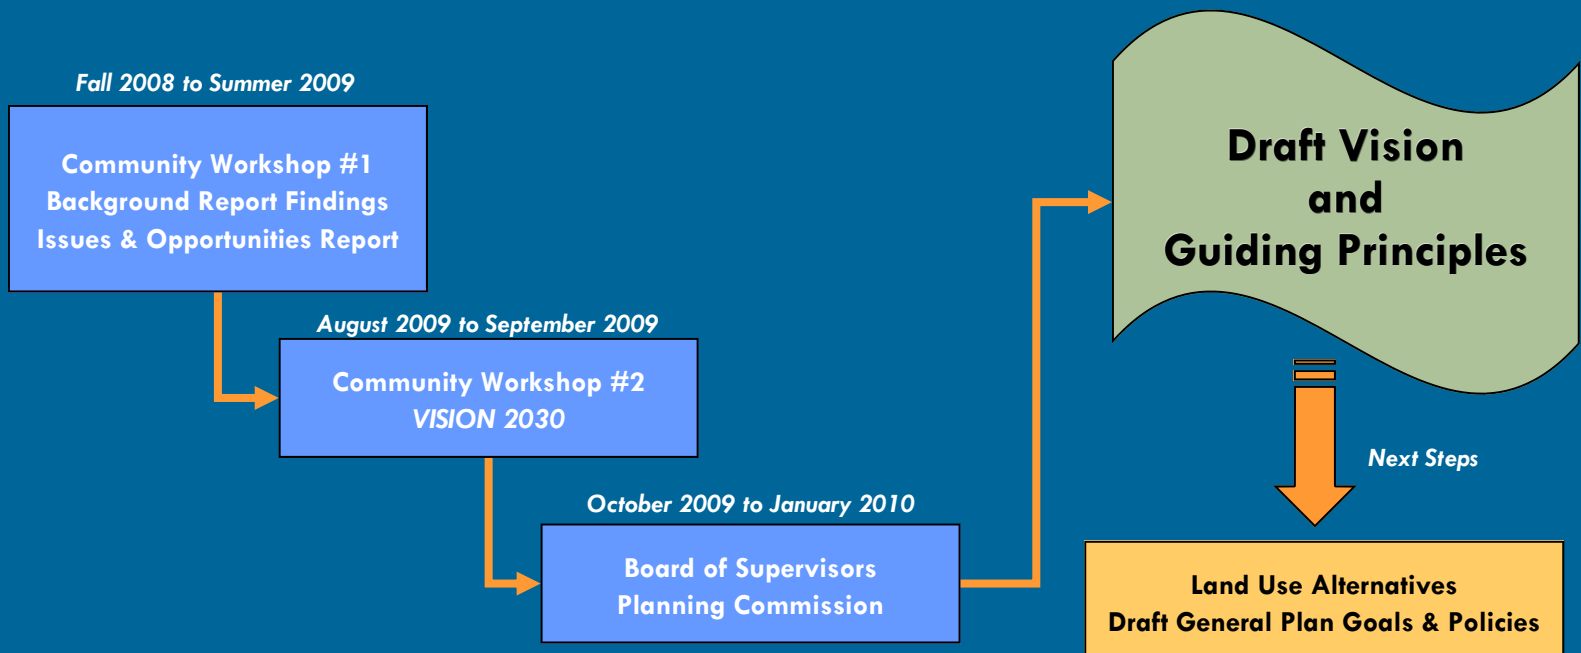 Fall 2008 to Summer 2009
Community Workshop #1
Background Report Findings
Issues & Opportunities Report
August 2009 to September 2009
Community Workshop #2
VISION 2030
October 2009 to January 2010
Board of Supervisors
Planning Commission
Draft Vision
and
Guiding Principles
Next Steps
Land Use Alternatives
Draft General Plan Goals & Policies